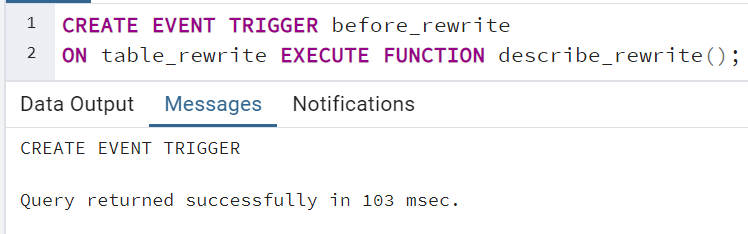 1 CREATE EVENT TRIGGER before_rewrite
2 ON table_rewrite EXECUTE FUNCTION describe_rewrite();
Data Output Messages Notifications
CREATE EVENT TRIGGER
Query returned successfully in 103 msec.